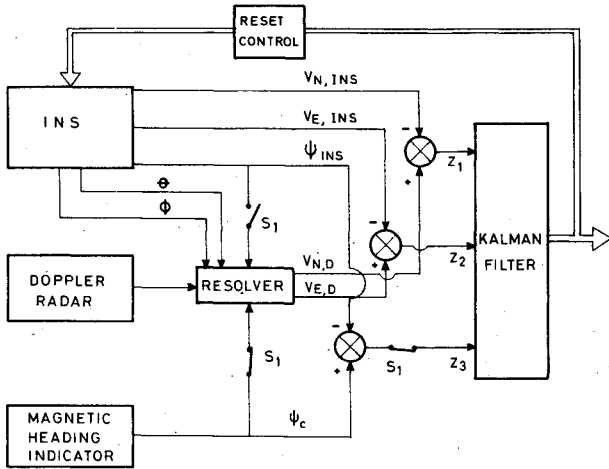 RESET
CONTROL
INS
V_N, INS
V_E, INS
ψ_INS
Θ
Φ
S_1
DOPPLER
RADAR
RESOLVER
V_N,D
V_E,D
S_1
MAGNETIC
HEADING
INDICATOR
ψ_c
-
+
Z_1
-
+
Z_2
-
+
S_1
Z_3
KALMAN
FILTER